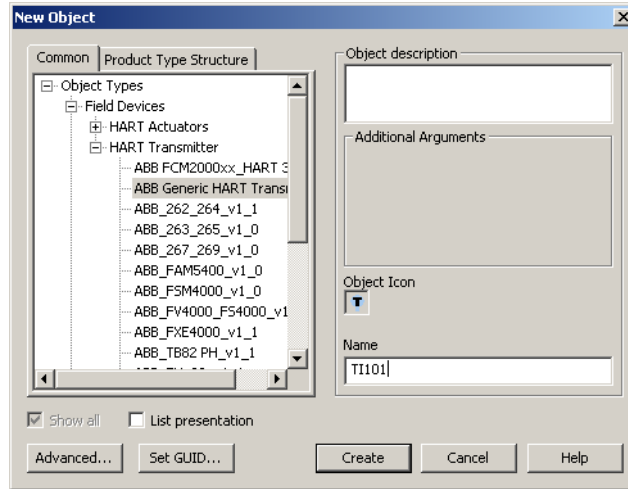 New Object
Common
Product Type Structure
Object Types
Field Devices
HART Actuators
HART Transmitter
ABB FCM2000xx_HART
ABB Generic HART
ABB_262_264_v1_1
ABB_263_265_v1_0
ABB_267_269_v1_0
ABB_FAM5400_v1_0
ABB_FSM4000_v1_0
ABB_FV4000_FS4000_v1
ABB_FXE4000_v1_1
ABB_TB82 PH_v1_1
Object description
Additional Arguments
Object Icon
T
Name
TI101
Show all
List presentation
Advanced...
Set GUID...
Create
Cancel
Help